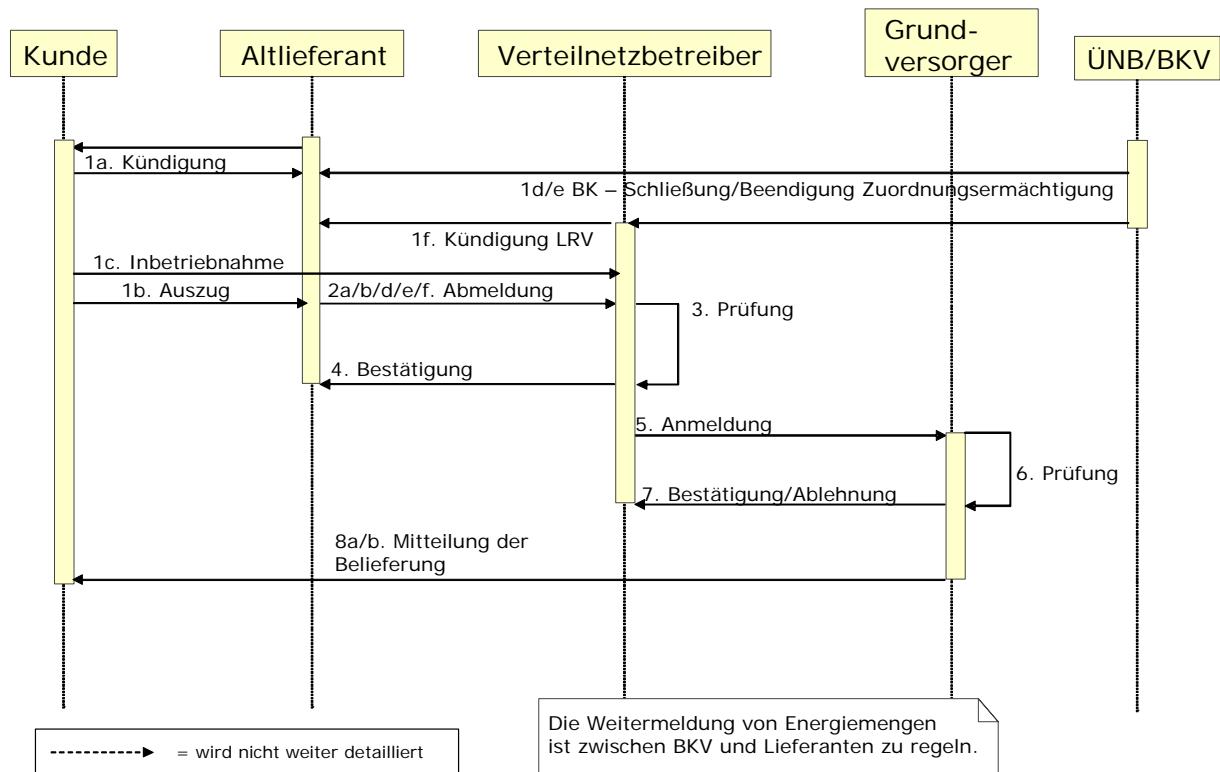 Kunde
Altlieferant
Verteilnetzbetreiber
Grund-
versorger
ÜNB/BKV
1a. Kündigung
1d/e BK – Schließung/Beendigung Zuordnungsermächtigung
1f. Kündigung LRV
1c. Inbetriebnahme
1b. Auszug
2a/b/d/e/f. Abmeldung
3. Prüfung
4. Bestätigung
5. Anmeldung
6. Prüfung
7. Bestätigung/Ablehnung
8a/b. Mitteilung der
Belieferung
Die Weitermeldung von Energiemengen
ist zwischen BKV und Lieferanten zu regeln.
= wird nicht weiter detailliert